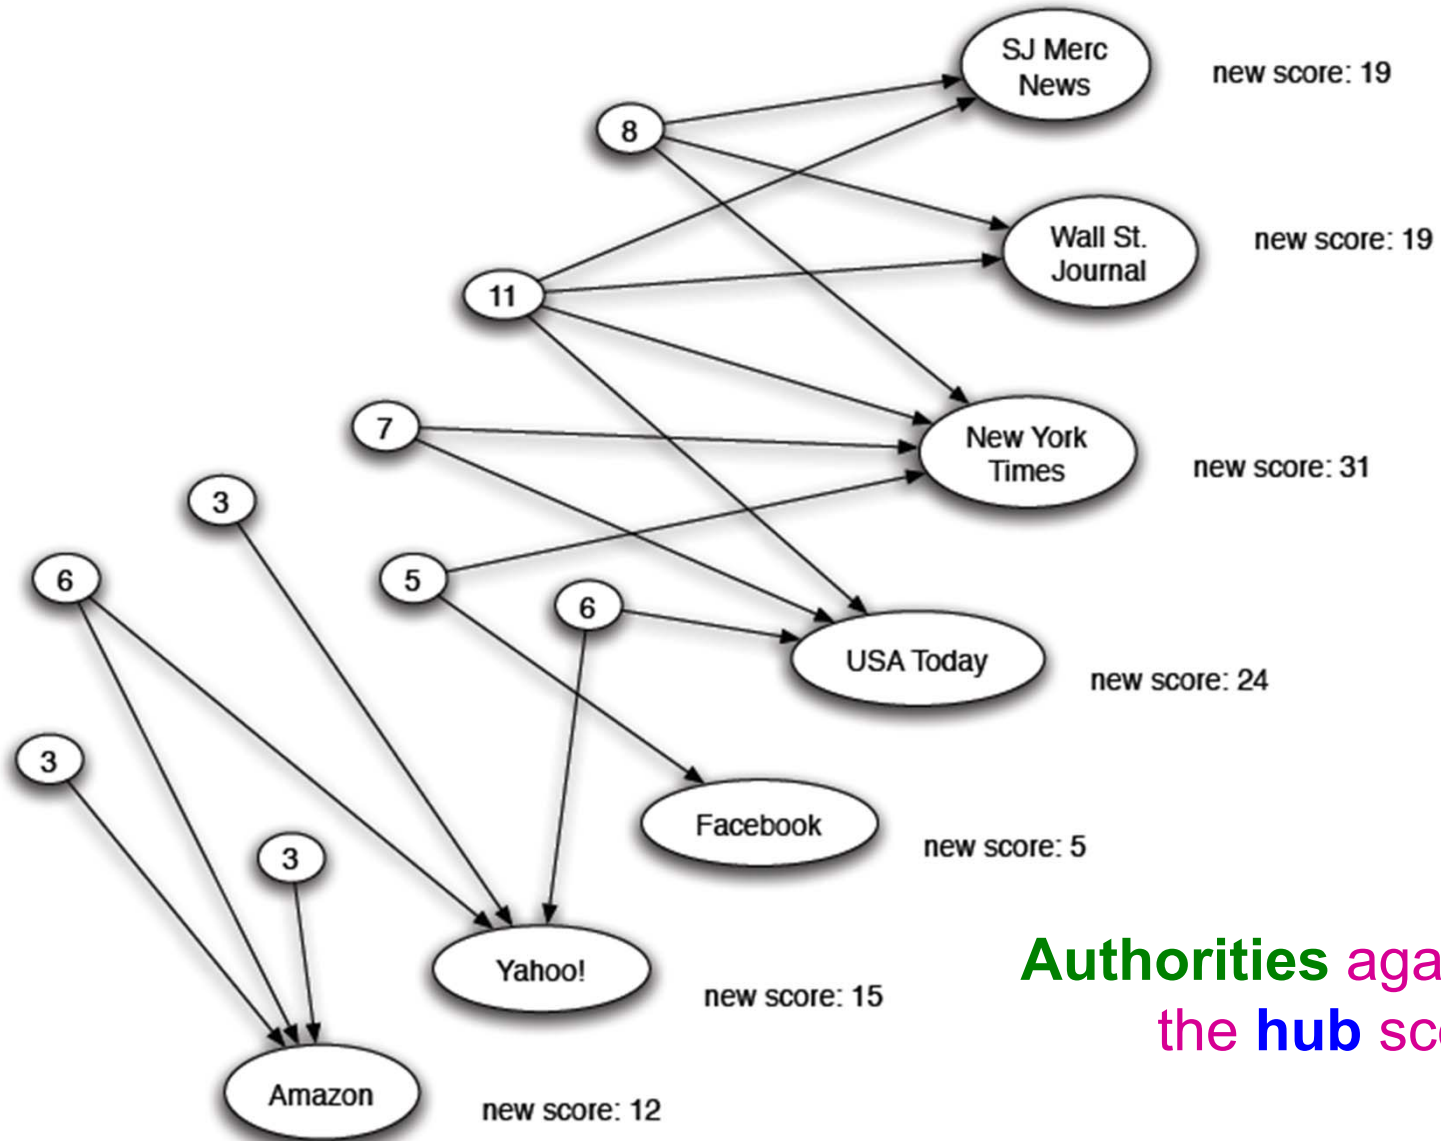 SJ Merc
News
new score: 19
8
Wall St.
Journal
new score: 19
11
New York
Times
new score: 31
7
3
5
6
6
USA Today
new score: 24
3
Facebook
new score: 5
3
Yahoo!
new score: 15
Authorities aga
the hub sc
Amazon
new score: 12